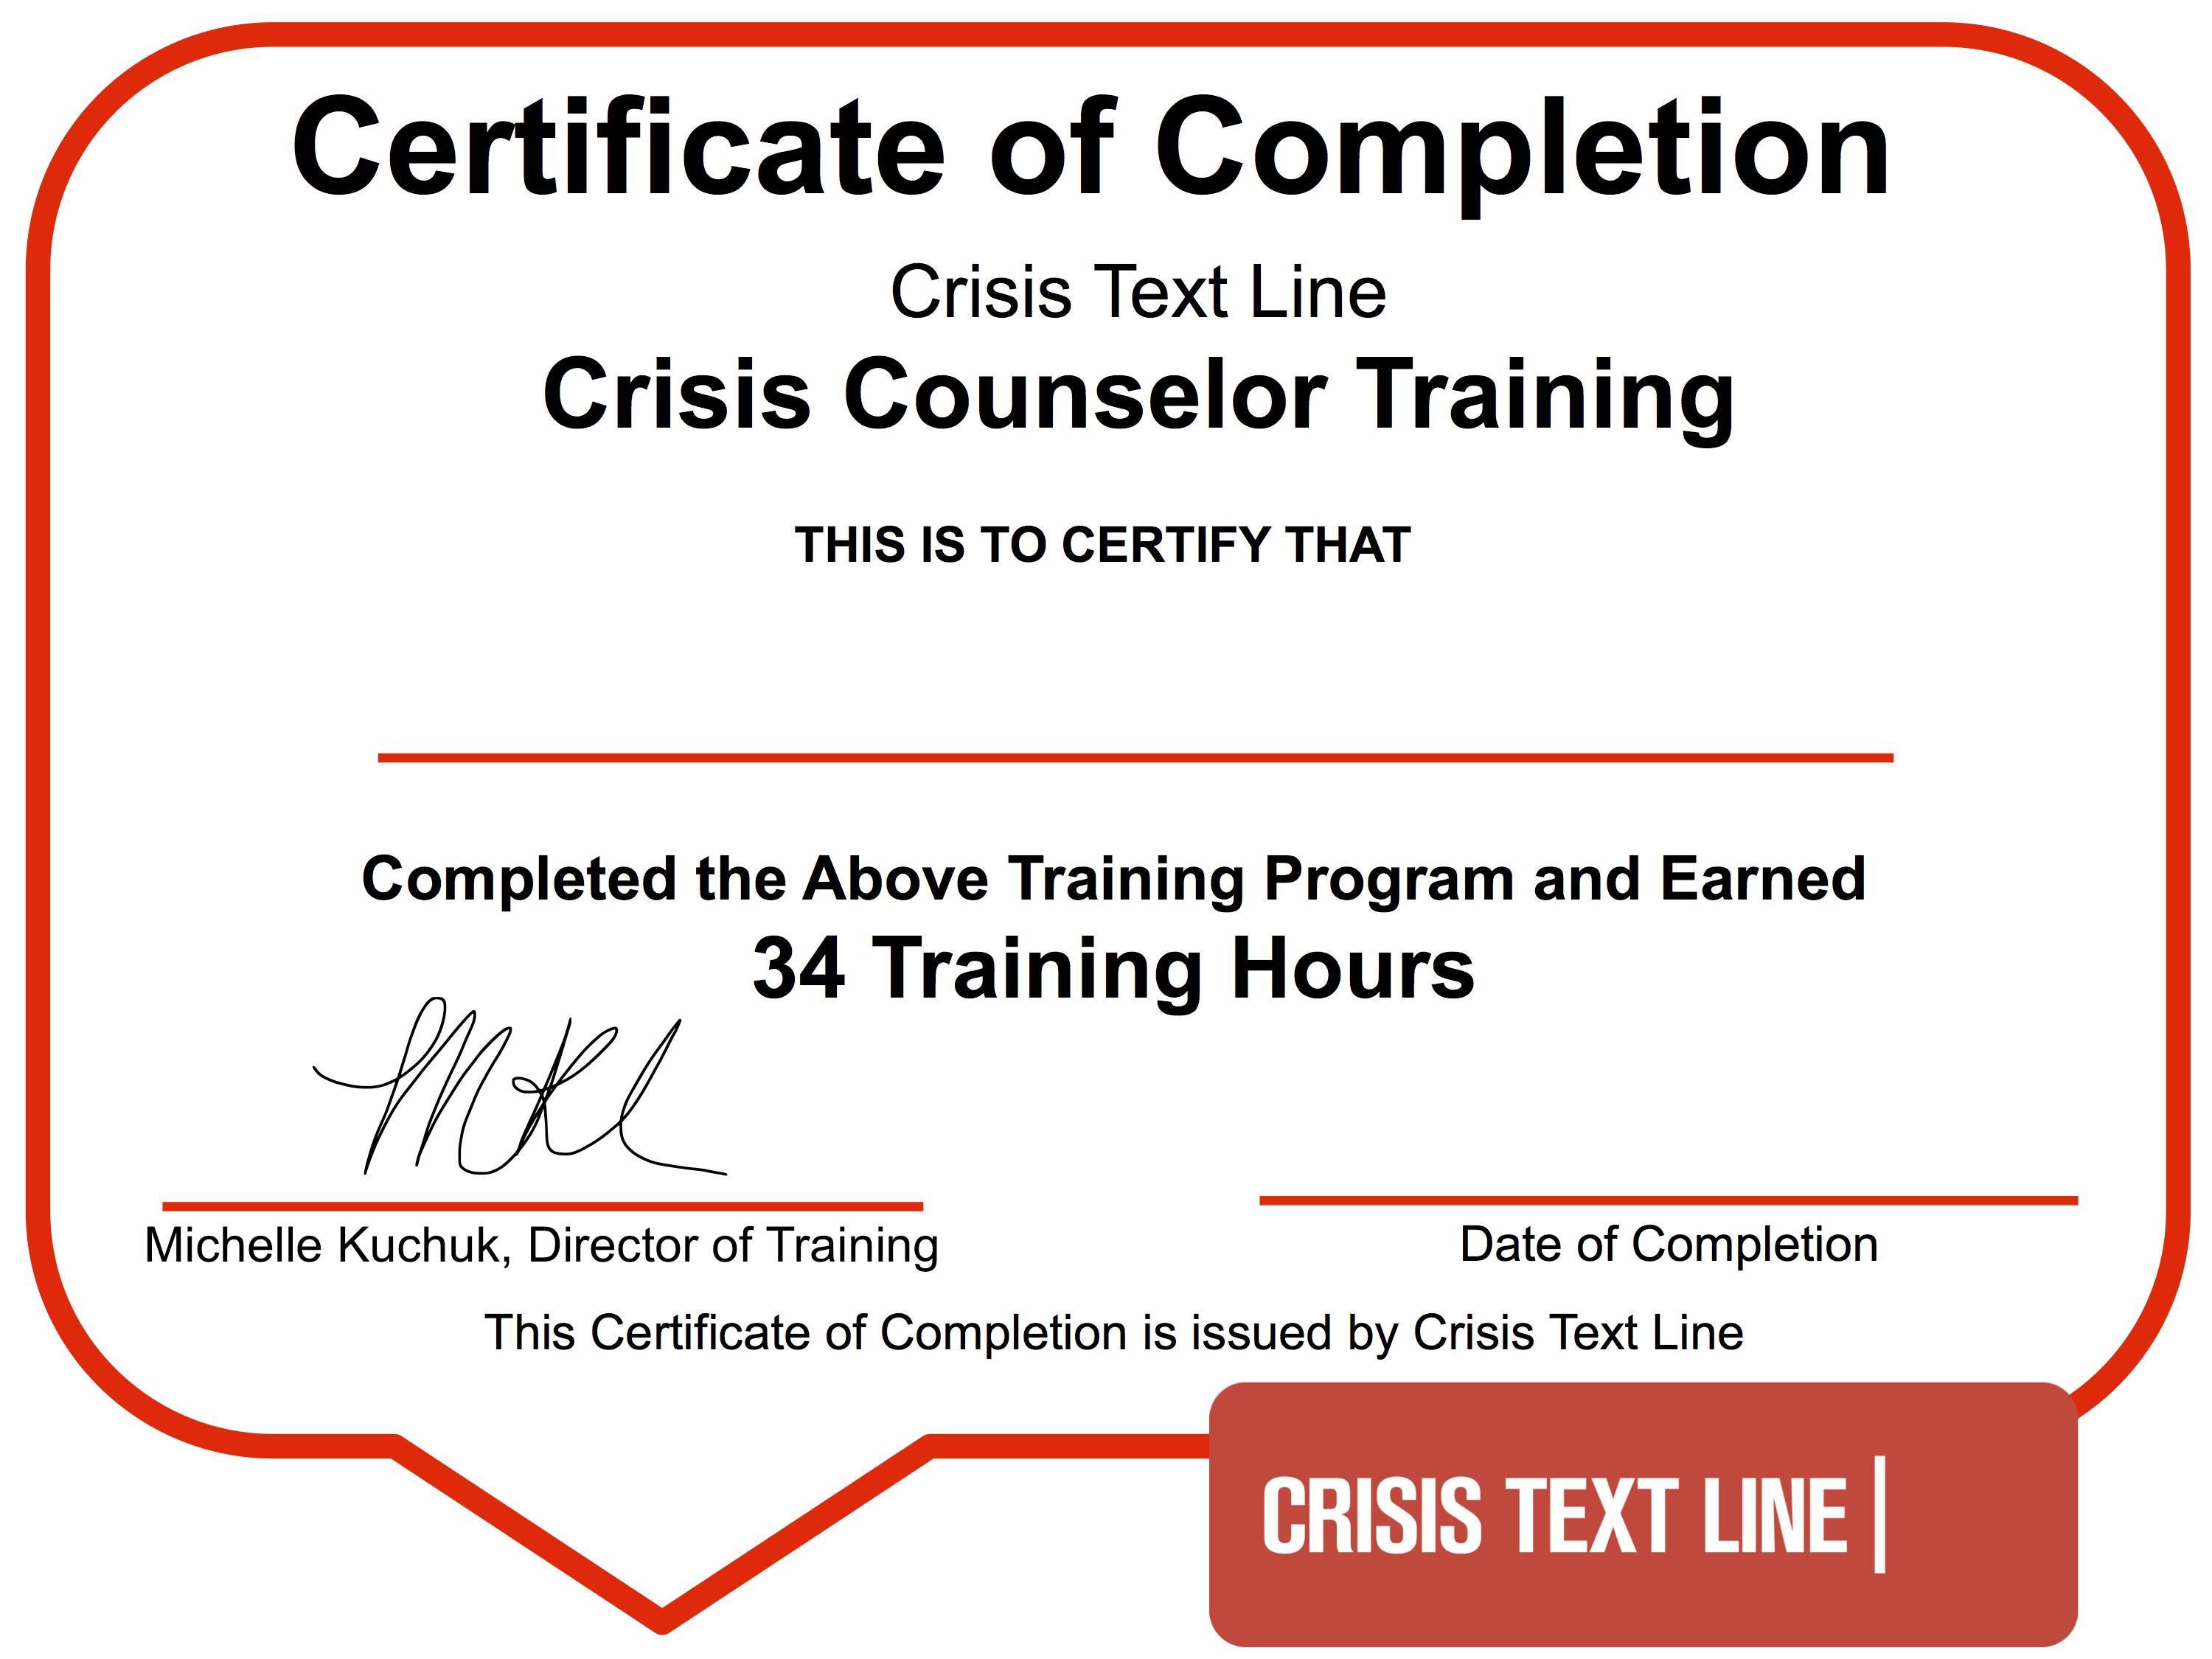 Certificate of Completion
Crisis Text Line
Crisis Counselor Training
THIS IS TO CERTIFY THAT
Completed the Above Training Program and Earned
34 Training Hours
Michelle Kuchuk, Director of Training
Date of Completion
This Certificate of Completion is issued by Crisis Text Line
CRISIS TEXT LINE|